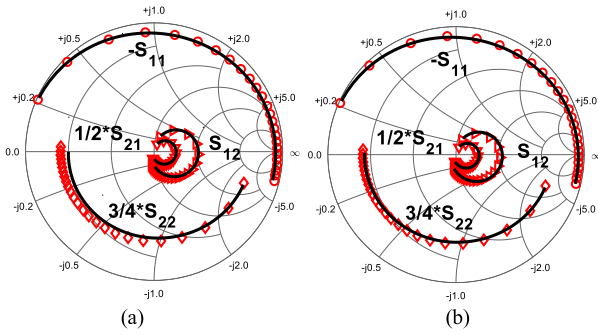 +j1.0
+j0.5
+j2.0
-S11
+j0.2
+j5.0
1/2*S21
S12
0.0
∞
3/4*S22
-j0.2
-j5.0
-j0.5
-j2.0
-j1.0
(a)
+j1.0
+j0.5
+j2.0
-S11
+j0.2
+j5.0
1/2*S21
S12
0.0
∞
3/4*S22
-j0.2
-j5.0
-j0.5
-j2.0
-j1.0
(b)